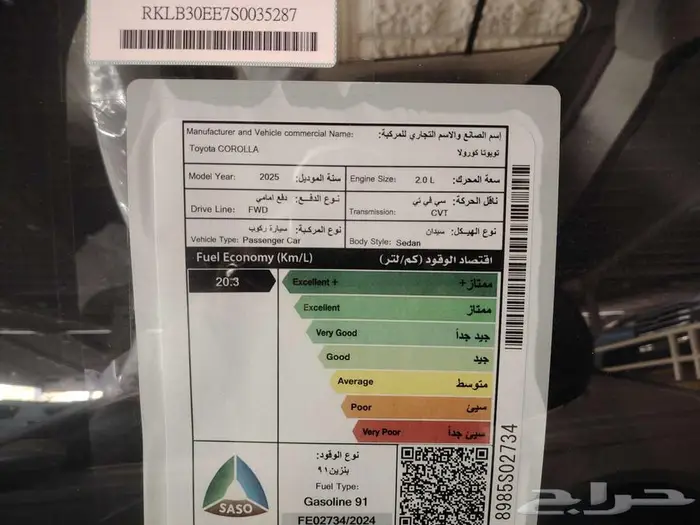 RKLB30EE7S0035287
Manufacturer and Vehicle commercial Name: إسم الصانع والاسم التجاري للمركبة:
Toyota COROLLA تويوتا كورولا
Model Year: 2025 سنة الموديل: Engine Size: 2.0 L سعة المحرك:
نوع الدفع: دفع امامي
Drive Line: FWD
ناقل الحركة: سي في تي
Transmission: CVT
نوع المركبة: سيارة ركوب
Vehicle Type: Passenger Car
نوع الهيكل: سيدان
Body Style: Sedan
Fuel Economy (Km/L) اقتصاد الوقود (كم/لتر)
20.3 Excellent + ممتاز+
Excellent ممتاز
Very Good جيد جداً
Good جيد
Average متوسط
Poor سيئ
Very Poor سيئ جداً
نوع الوقود:
بنزين٩١
Fuel Type:
Gasoline 91
FE02734/2024
SASO
8985S02734
حراج